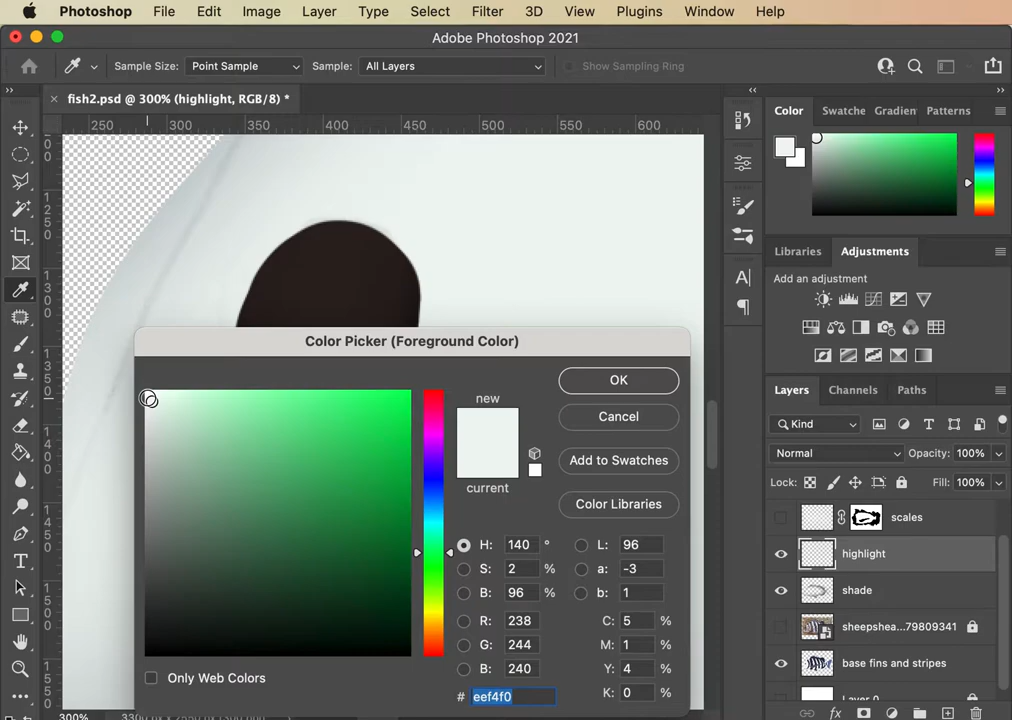 Photoshop File Edit Image Layer Type Select Filter 3D View Plugins Window Help
Adobe Photoshop 2021
Sample Size: Point Sample Sample: All Layers Show Sampling Ring
fish2.psd @ 300% (highlight, RGB/8) *
250 300 350 400 450 500 550 600
Color Swatche Gradien Patterns
Libraries Adjustments
Add an adjustment
Color Picker (Foreground Color)
new
current
OK
Cancel
Add to Swatches
Color Libraries
H: 140 ° L: 96
S: 2 % a: -3
B: 96 % b: 1
R: 238 C: 5 %
G: 244 M: 1 %
B: 240 Y: 4 %
# eef4f0 K: 0 %
Only Web Colors
Layers Channels Paths
Kind
Normal Opacity: 100%
Lock: Fill: 100%
scales
highlight
shade
sheepshea...79809341
base fins and stripes
Layer 0
300%
fx